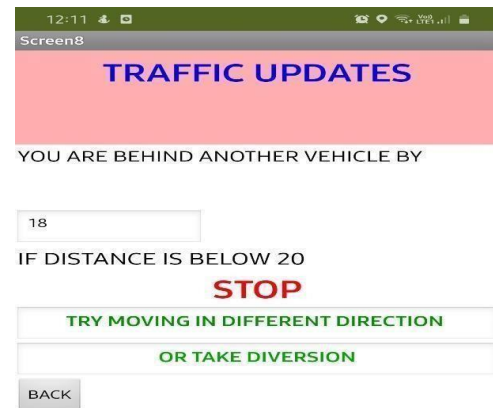 12:11
Screen8
TRAFFIC UPDATES
YOU ARE BEHIND ANOTHER VEHICLE BY
18
IF DISTANCE IS BELOW 20
STOP
TRY MOVING IN DIFFERENT DIRECTION
OR TAKE DIVERSION
BACK